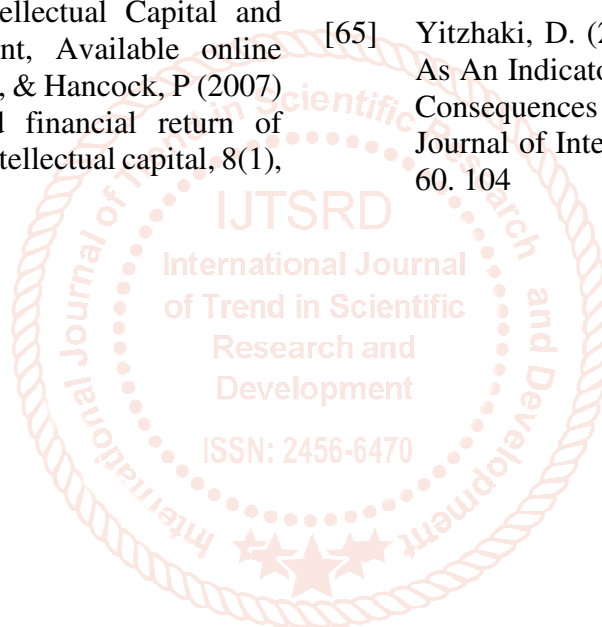 tellectual Capital and
nt, Available online
, & Hancock, P (2007)
financial return of
tellectual capital, 8(1),
[65] Yitzhaki, D. (2
As An Indicato
Consequences
Journal of Inte
60. 104
International Journal of Trend in Scientific Research and Development
IJTSRD
International Journal
of Trend in Scientific
Research and
Development
ISSN: 2456-6470